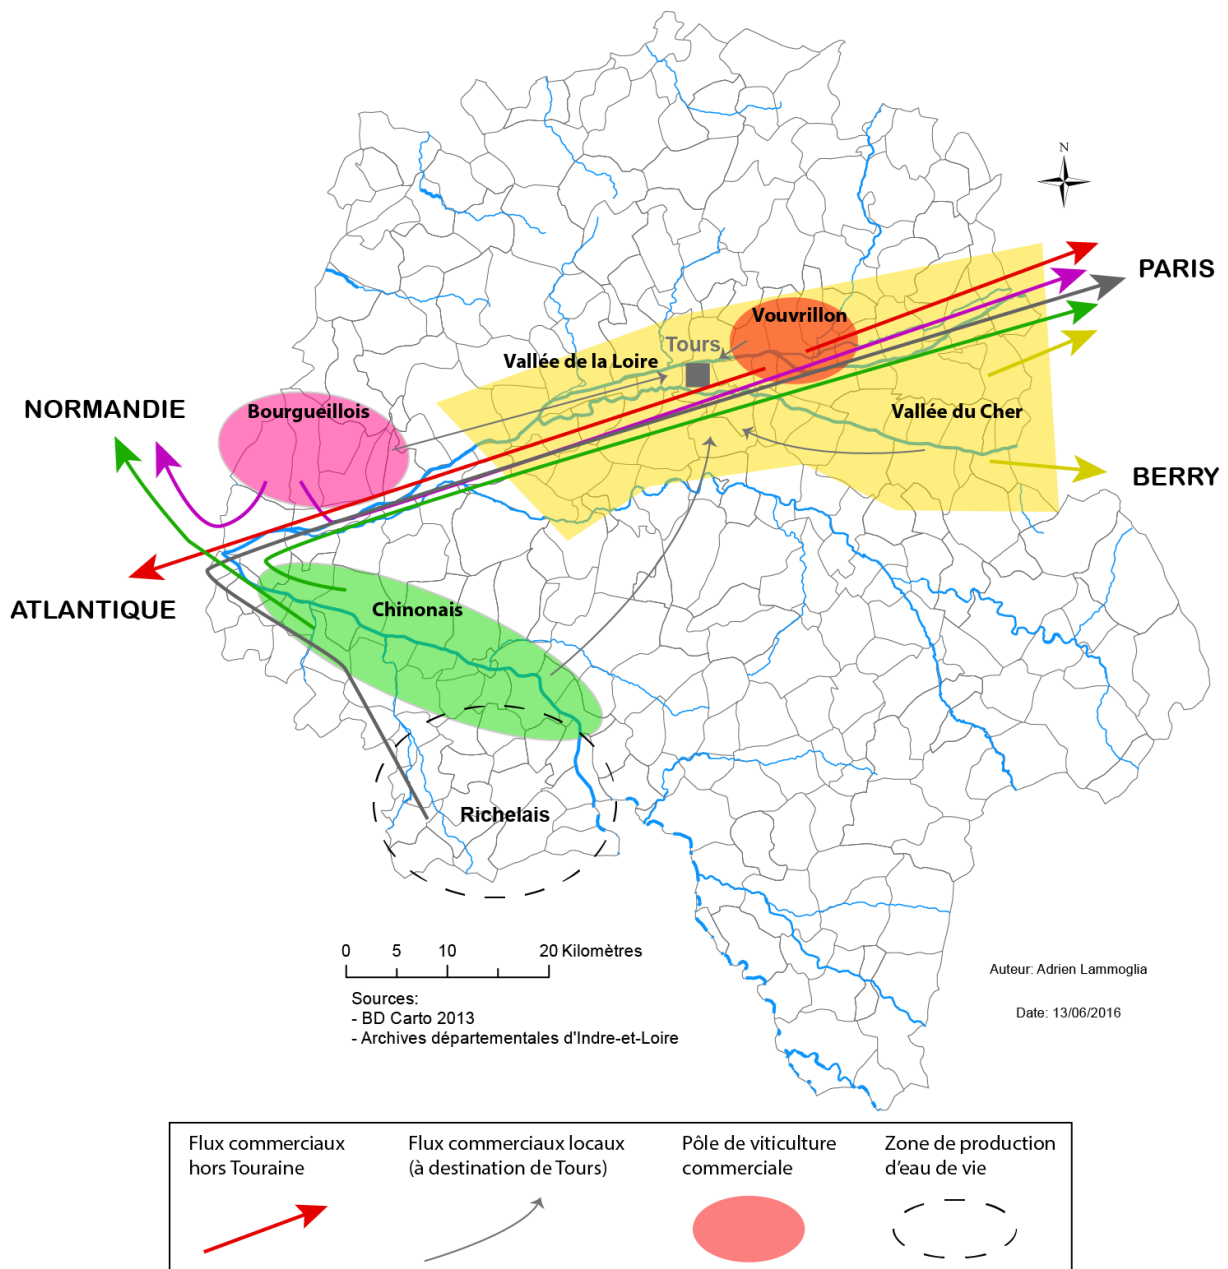 N
PARIS
Vouvrillon
Tours
Vallée de la Loire
NORMANDIE
Bourgueillois
Vallée du Cher
BERRY
ATLANTIQUE
Chinonais
Richelais
0 5 10 20 Kilomètres
Auteur: Adrien Lammoglia
Sources:
- BD Carto 2013
- Archives départementales d'Indre-et-Loire
Date: 13/06/2016
Flux commerciaux
hors Touraine
Flux commerciaux locaux
(à destination de Tours)
Pôle de viticulture
commerciale
Zone de production
d'eau de vie